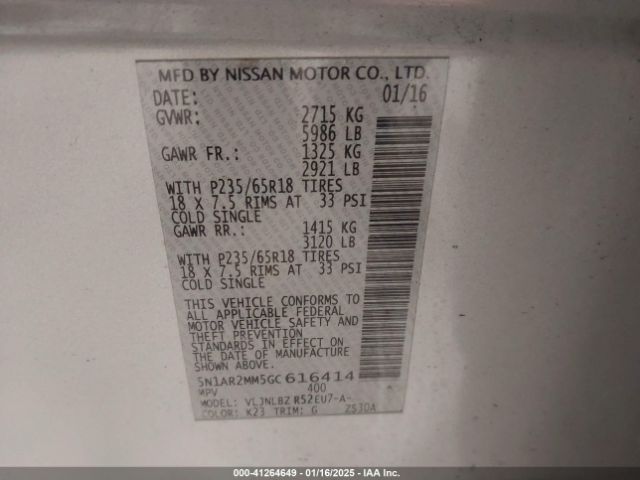 MFD BY NISSAN MOTOR CO., LTD.
DATE: 01/16
GVWR: 2715 KG
5986 LB
GAWR FR.: 1325 KG
2921 LB
WITH P235/65R18 TIRES
18 X 7.5 RIMS AT 33 PSI
COLD SINGLE
GAWR RR.: 1415 KG
3120 LB
WITH P235/65R18 TIRES
18 X 7.5 RIMS AT 33 PSI
COLD SINGLE
THIS VEHICLE CONFORMS TO
ALL APPLICABLE FEDERAL
MOTOR VEHICLE SAFETY AND
THEFT PREVENTION
STANDARDS IN EFFECT ON
THE DATE OF MANUFACTURE
SHOWN ABOVE.
5N1AR2MM5GC616414
MPV 400
MODEL: VLJNLBZ R52EU7-A-
COLOR: K23 TRIM: G ZS3DA
000-41264649 - 01/16/2025 - IAA Inc.